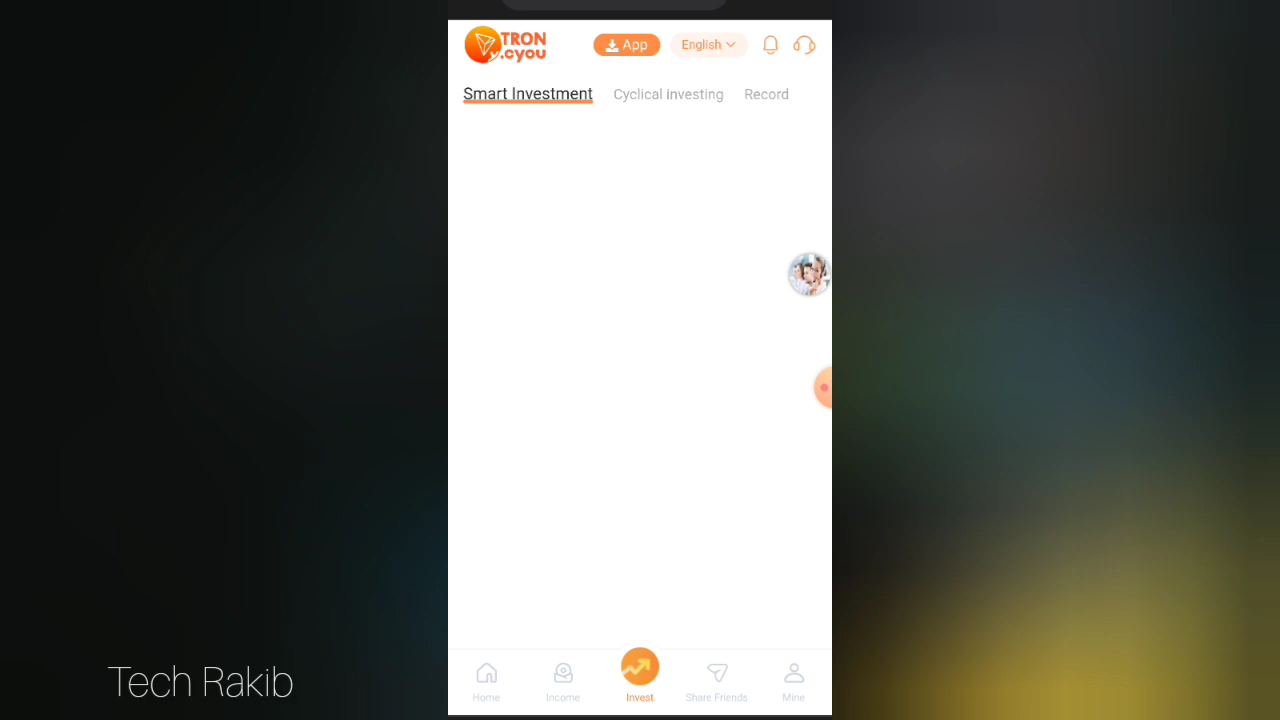 TRON
.cyou
App
English
Smart Investment
Cyclical investing
Record
Home
Income
Invest
Share Friends
Mine
Tech Rakib